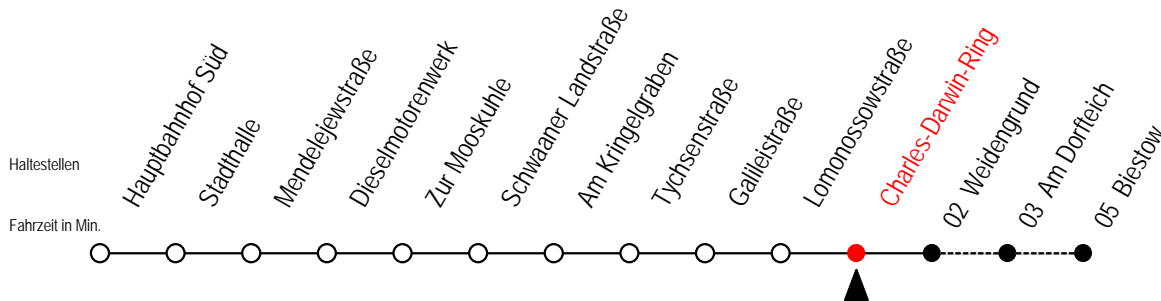 Haltestellen
Fahrzeit in Min.
Hauptbahnhof Süd
Stadthalle
Mendelejewstraße
Dieselmotorenwerk
Zur Mooskuhle
Schwaaner Landstraße
Am Kringelgraben
Tychsenstraße
Galileistraße
Lomonossowstraße
Charles-Darwin-Ring
02 Weidengrund
03 Am Dorfteich
05 Biestow